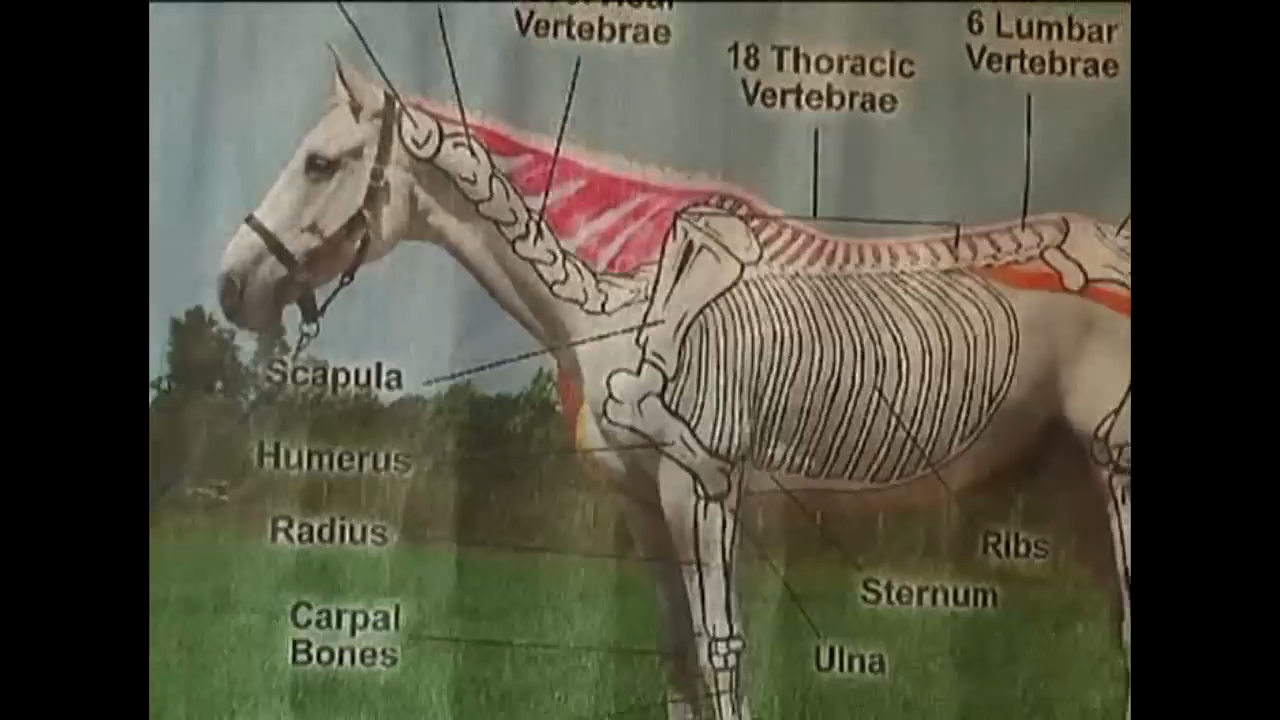 Vertebrae
18 Thoracic
Vertebrae
6 Lumbar
Vertebrae
Scapula
Humerus
Radius
Carpal
Bones
Ribs
Sternum
Ulna